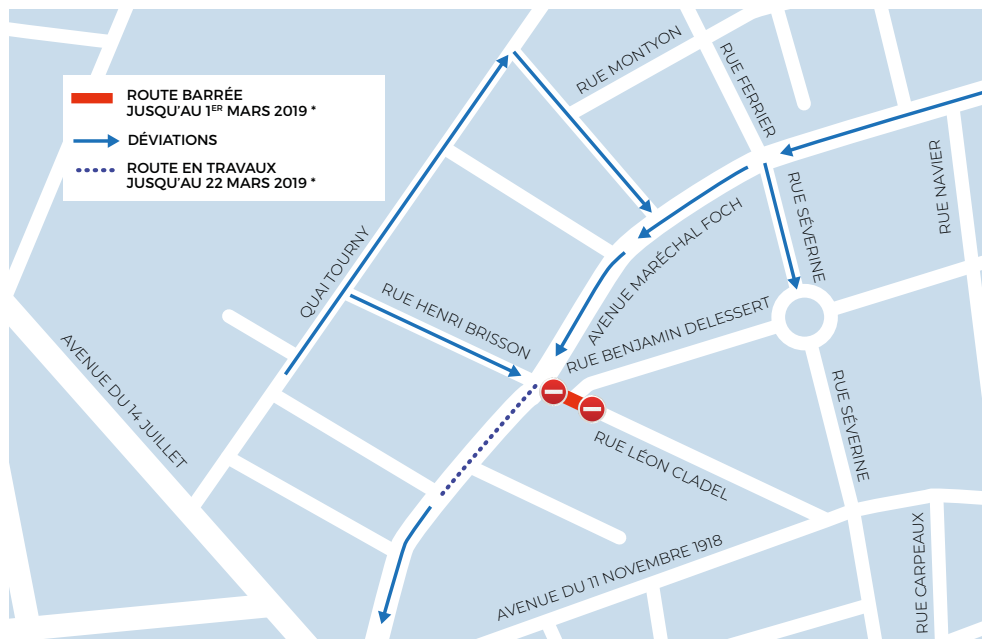 ROUTE BARRÉE
JUSQU'AU 1ER MARS 2019 *
DÉVIATIONS
ROUTE EN TRAVAUX
JUSQU'AU 22 MARS 2019 *
RUE MONTYON
RUE FERRIER
RUE NAVIER
RUE SÉVERINE
AVENUE MARÉCHAL FOCH
QUAI TOURNY
RUE HENRI BRISSON
RUE BENJAMIN DELESSERT
AVENUE DU 14 JUILLET
RUE SÉVERINE
RUE LÉON CLADEL
AVENUE DU 11 NOVEMBRE 1918
RUE CARPEAUX